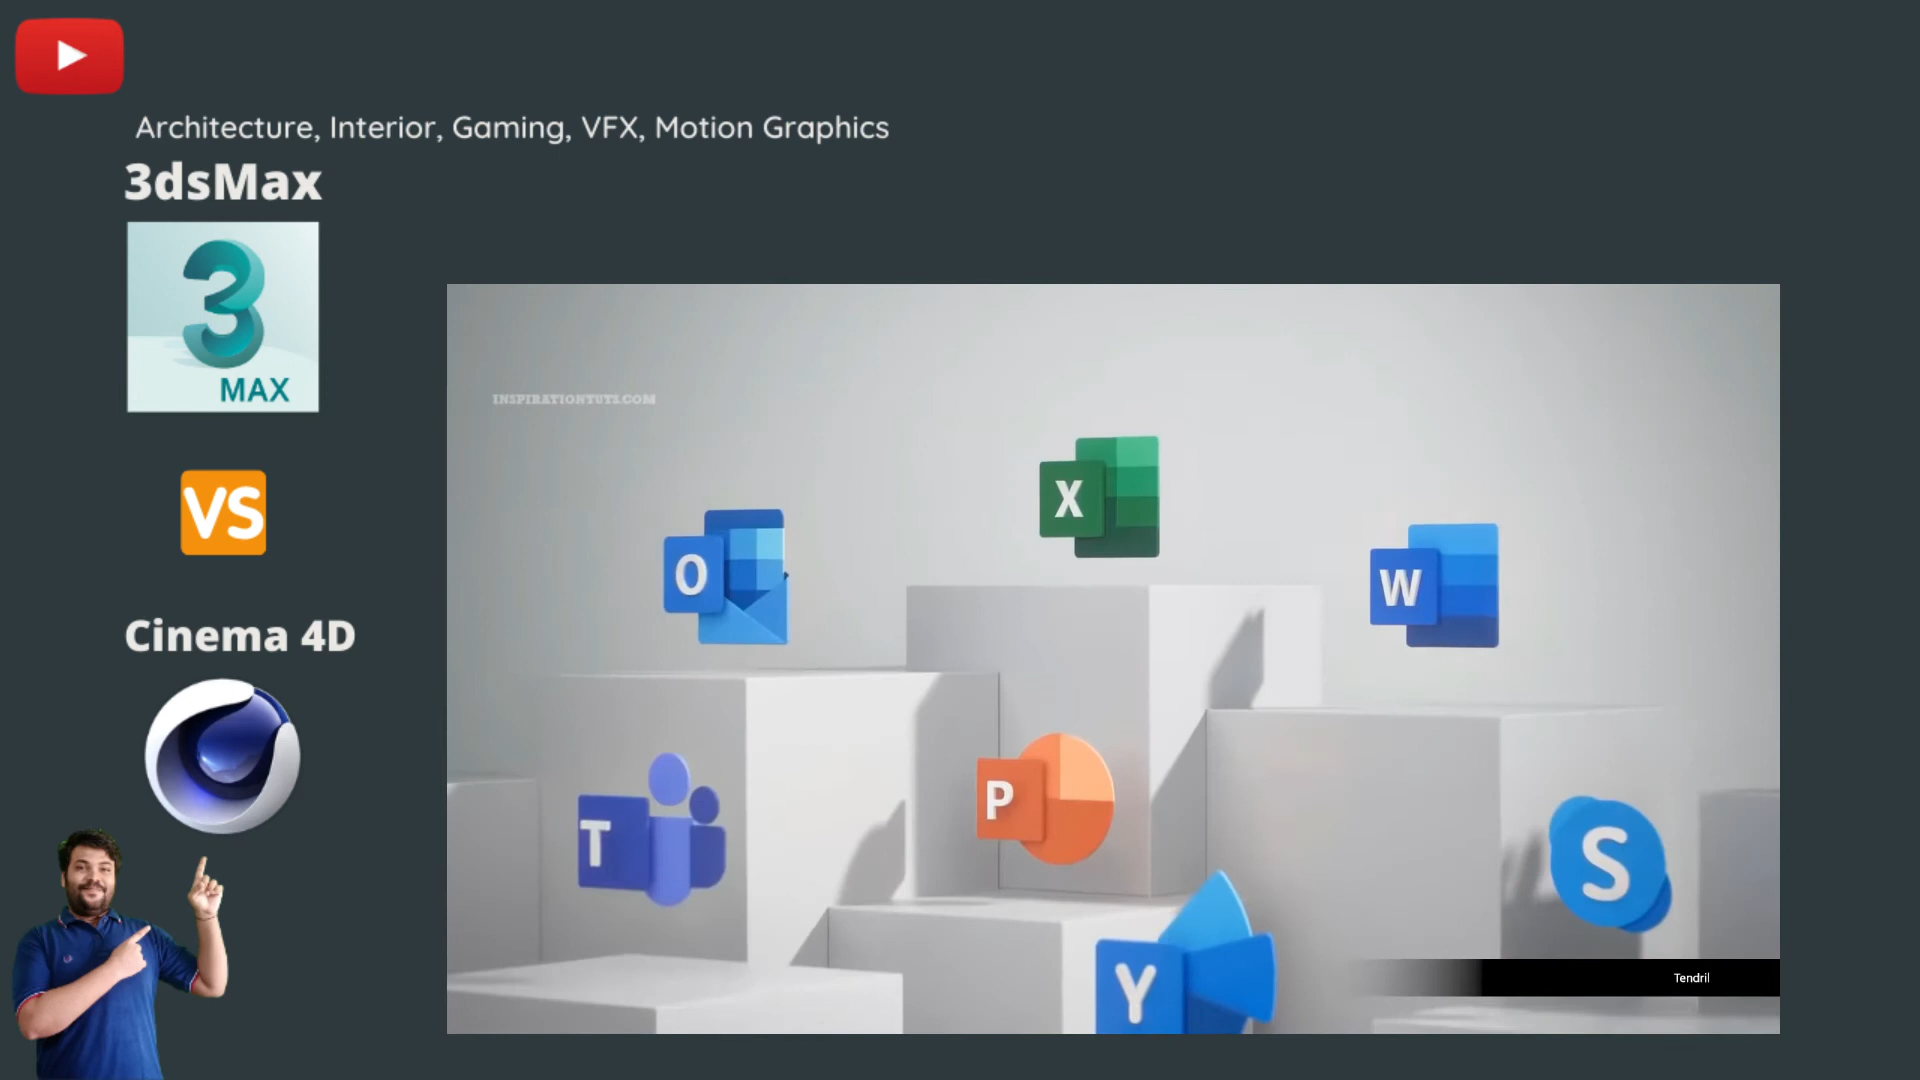 Architecture, Interior, Gaming, VFX, Motion Graphics
3dsMax
3
MAX
VS
Cinema 4D
INSPIRATIONTUTS.COM
X
O
W
T
P
S
Y
Tendril